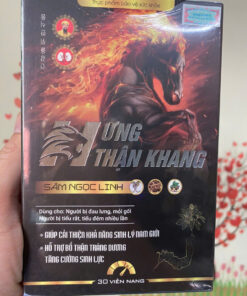 Thực phẩm bảo vệ sức khỏe
ỨNG
THẬN KHANG
SÂM NGỌC LINH
Dùng cho: Người bị đau lưng, mỏi gối
Người bị tiểu rắt, tiểu đêm nhiều lần
GIÚP CẢI THIỆN KHẢ NĂNG SINH LÝ NAM GIỚI
HỖ TRỢ BỔ THẬN TRÁNG DƯƠNG
TĂNG CƯỜNG SINH LỰC
30 VIÊN NANG